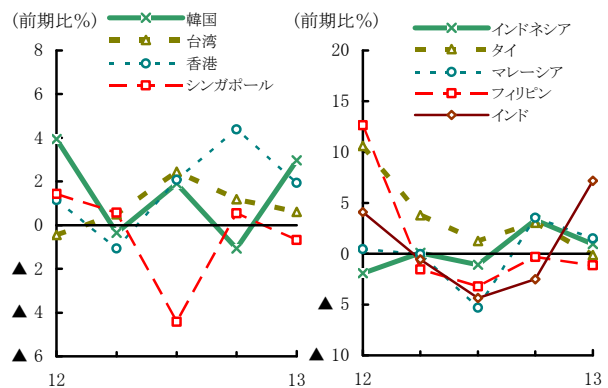 (前期比%)
韓国
台湾
香港
シンガポール
8
6
4
2
0
▲ 2
▲ 4
▲ 6
12
13
(前期比%)
インドネシア
タイ
マレーシア
フィリピン
インド
20
15
10
5
0
▲ 5
▲ 10
12
13